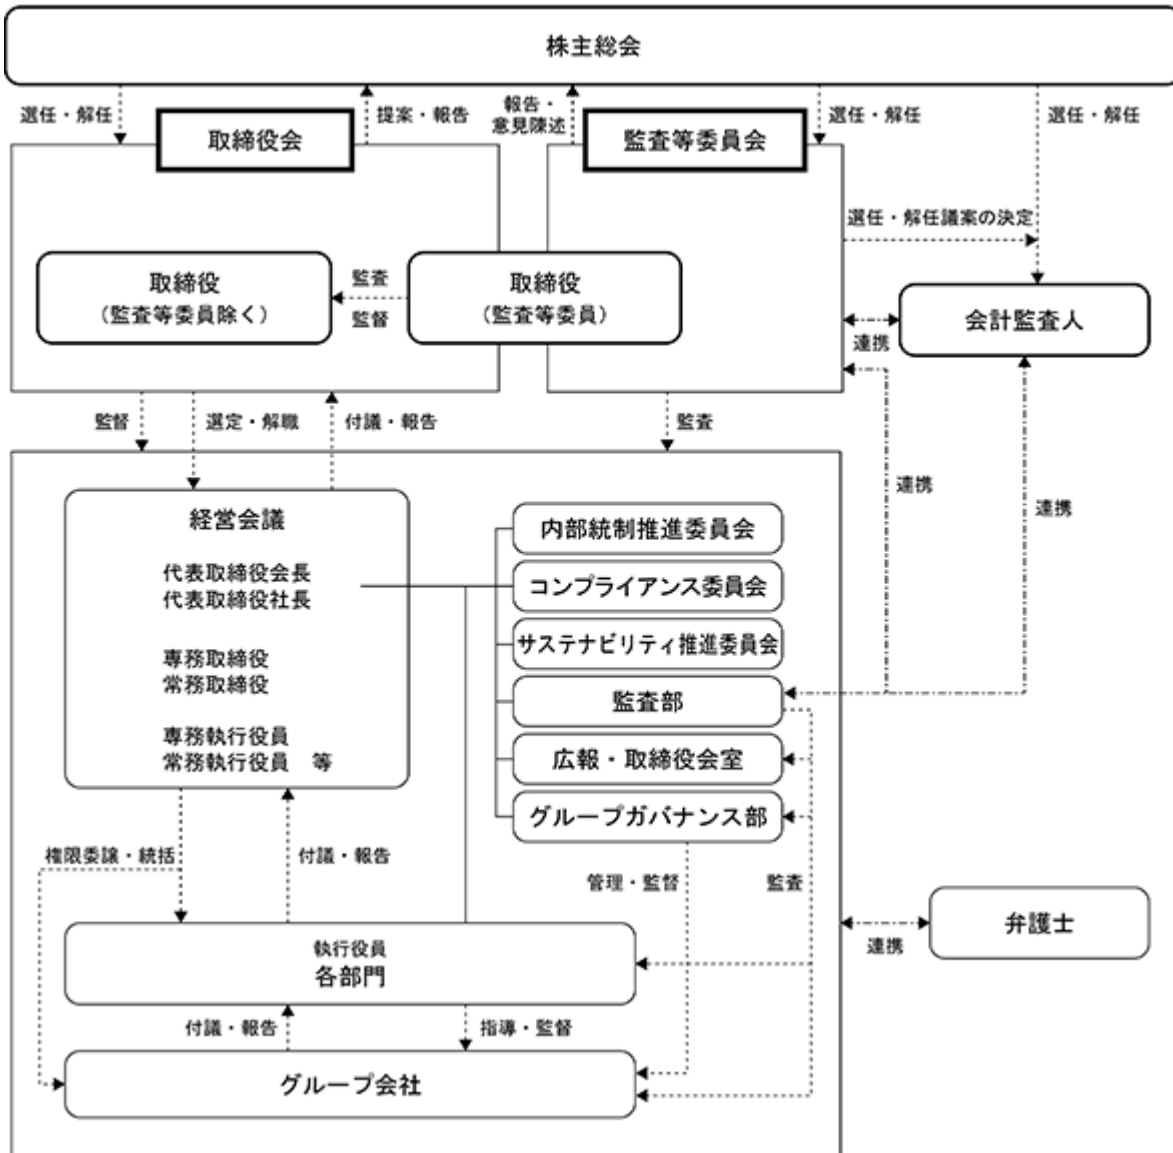 株主総会
選任・解任
提案・報告
報告・
意見陳述
選任・解任
選任・解任
取締役会
監査等委員会
選任・解任議案の決定
取締役
(監査等委員除く)
監査
監督
取締役
(監査等委員)
会計監査人
連携
監督
選定・解職
付議・報告
監査
連携
連携
経営会議
代表取締役会長
代表取締役社長
専務取締役
常務取締役
専務執行役員
常務執行役員 等
内部統制推進委員会
コンプライアンス委員会
サステナビリティ推進委員会
監査部
広報・取締役会室
グループガバナンス部
権限委譲・統括
付議・報告
管理・監督
監査
執行役員
各部門
弁護士
連携
付議・報告
指導・監督
グループ会社